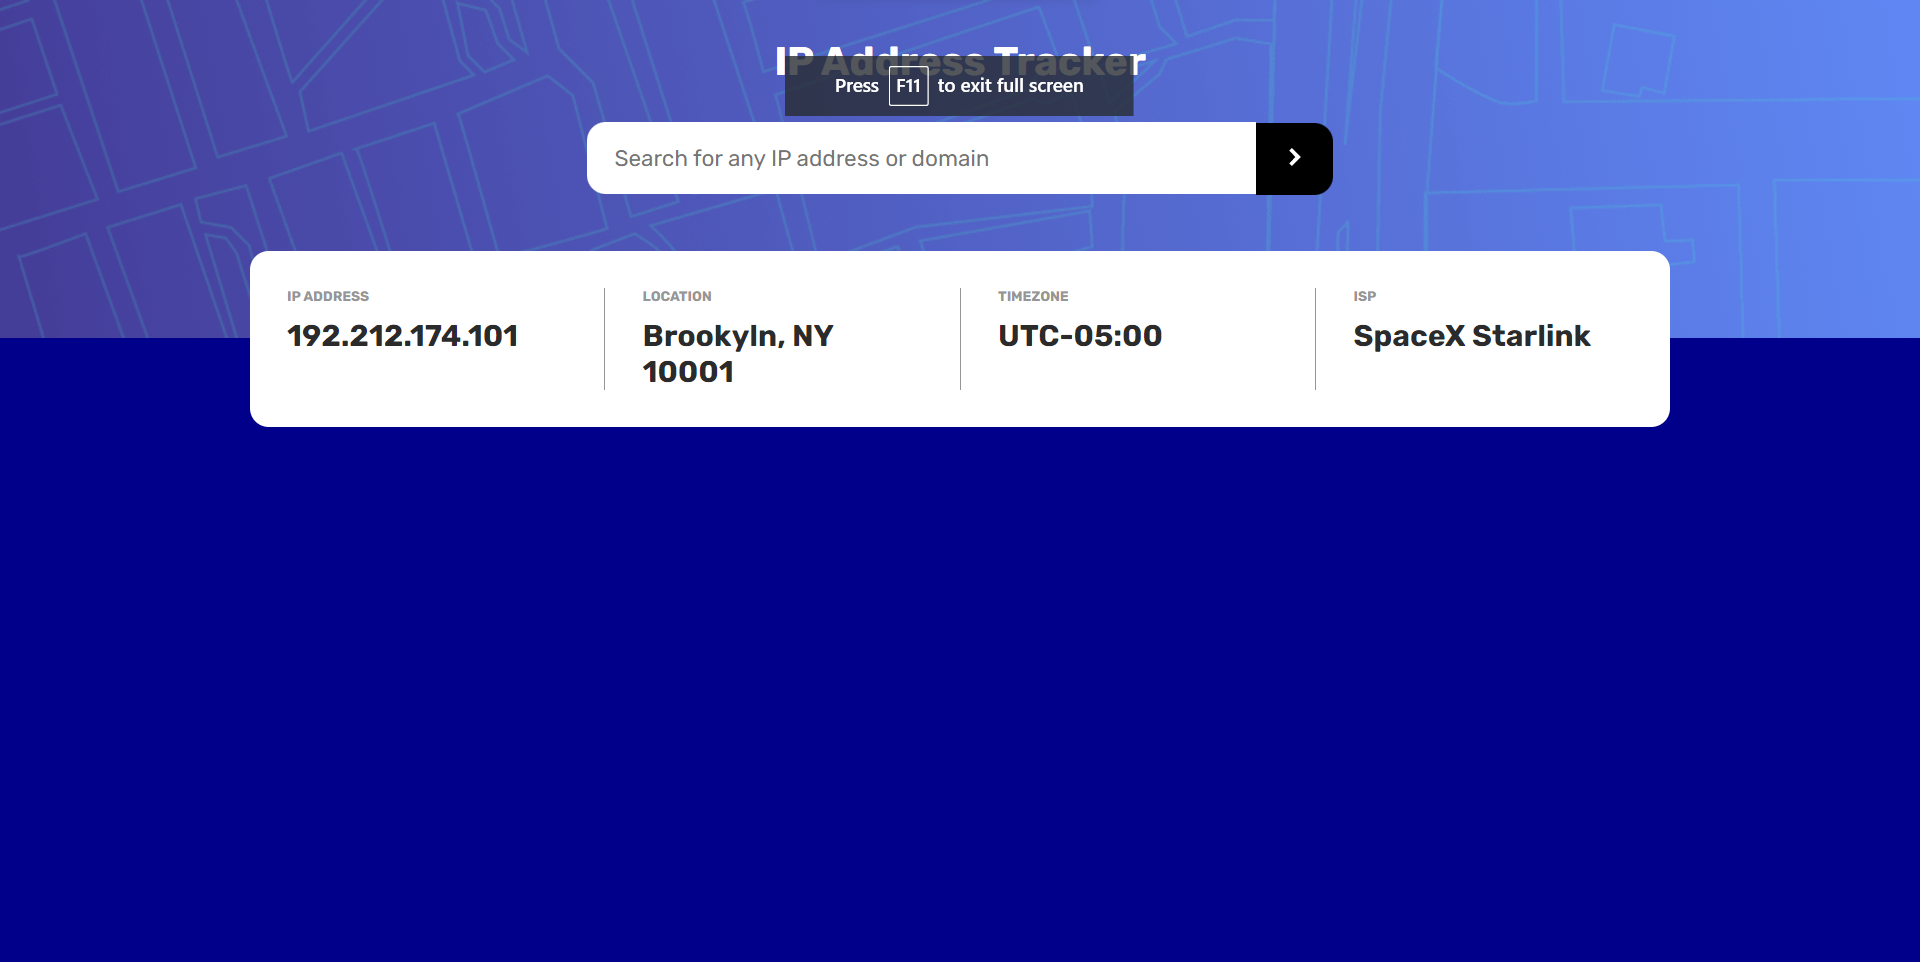 IP Address Tracker
Press F11 to exit full screen
Search for any IP address or domain
IP ADDRESS
192.212.174.101
LOCATION
Brookyln, NY
10001
TIMEZONE
UTC-05:00
ISP
SpaceX Starlink